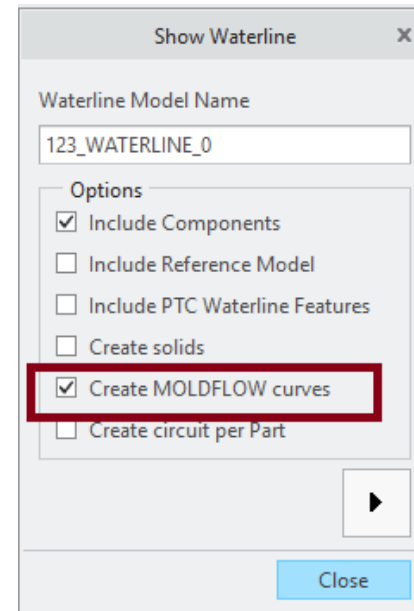 Show Waterline
Waterline Model Name
123_WATERLINE_0
Options
Include Components
Include Reference Model
Include PTC Waterline Features
Create solids
Create MOLDFLOW curves
Create circuit per Part
Close